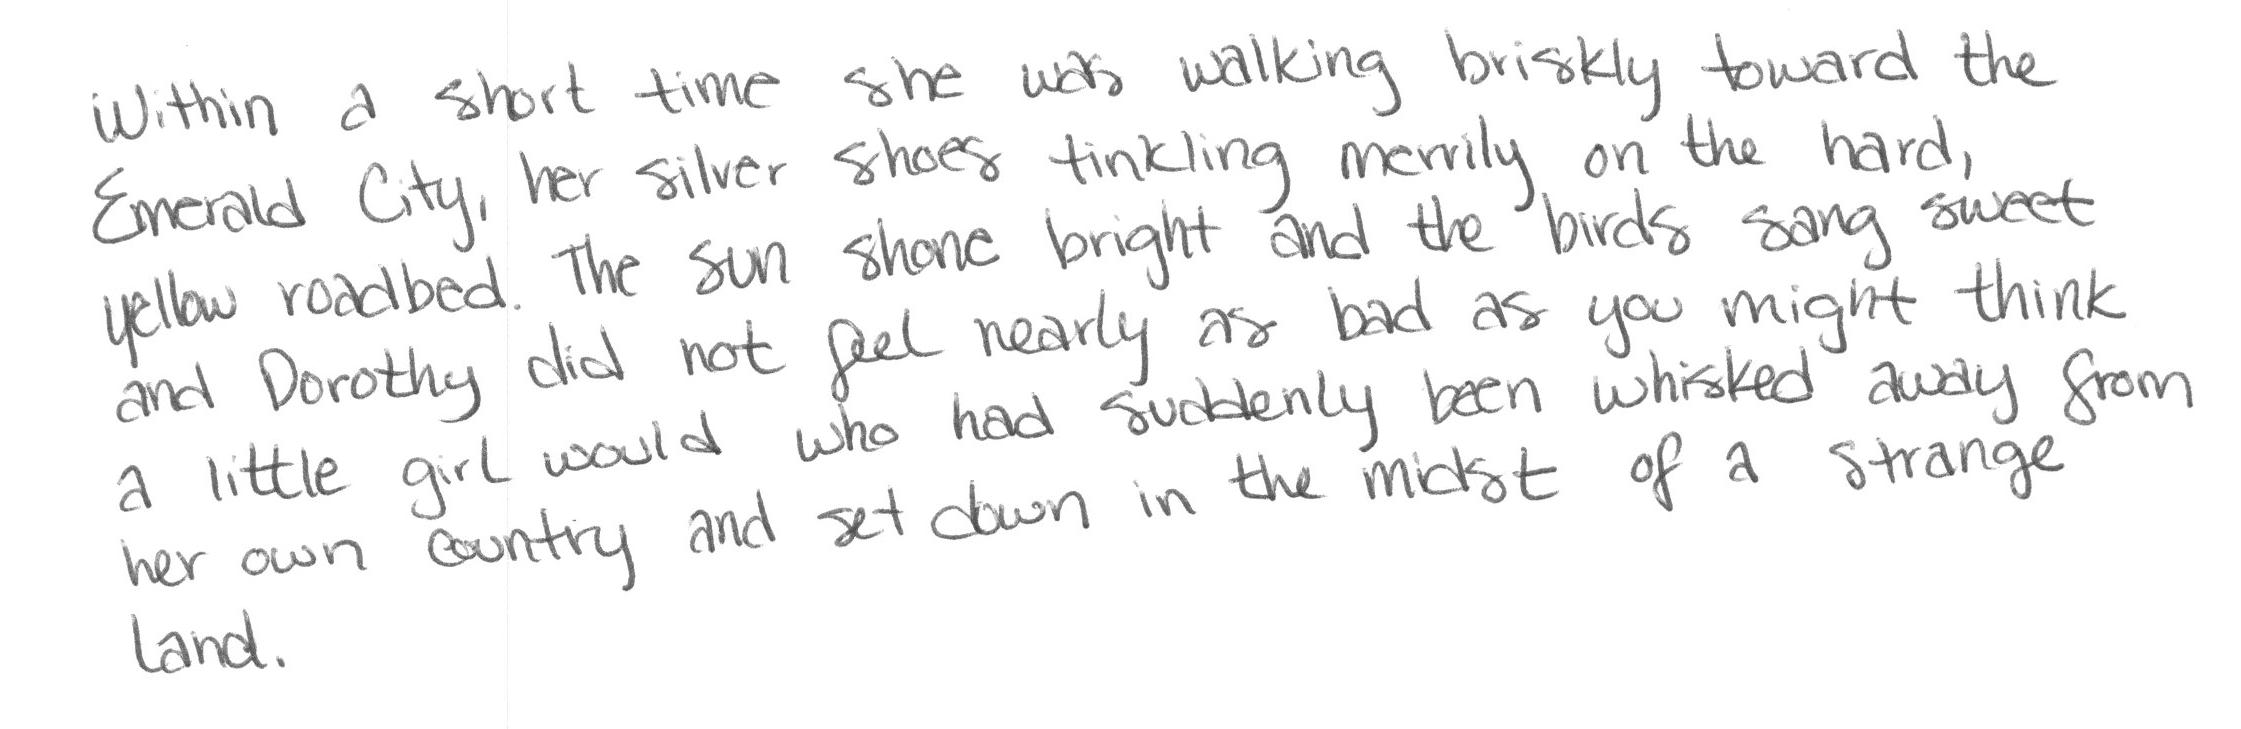 Within a short time she was walking briskly toward the
Emerald City, her silver shoes tinkling merrily on the hard,
yellow roadbed. The sun shone bright and the birds sang sweet
and Dorothy did not feel nearly as bad as you might think
a little girl would who had suddenly been whisked away from
her own country and set down in the midst of a strange
land.